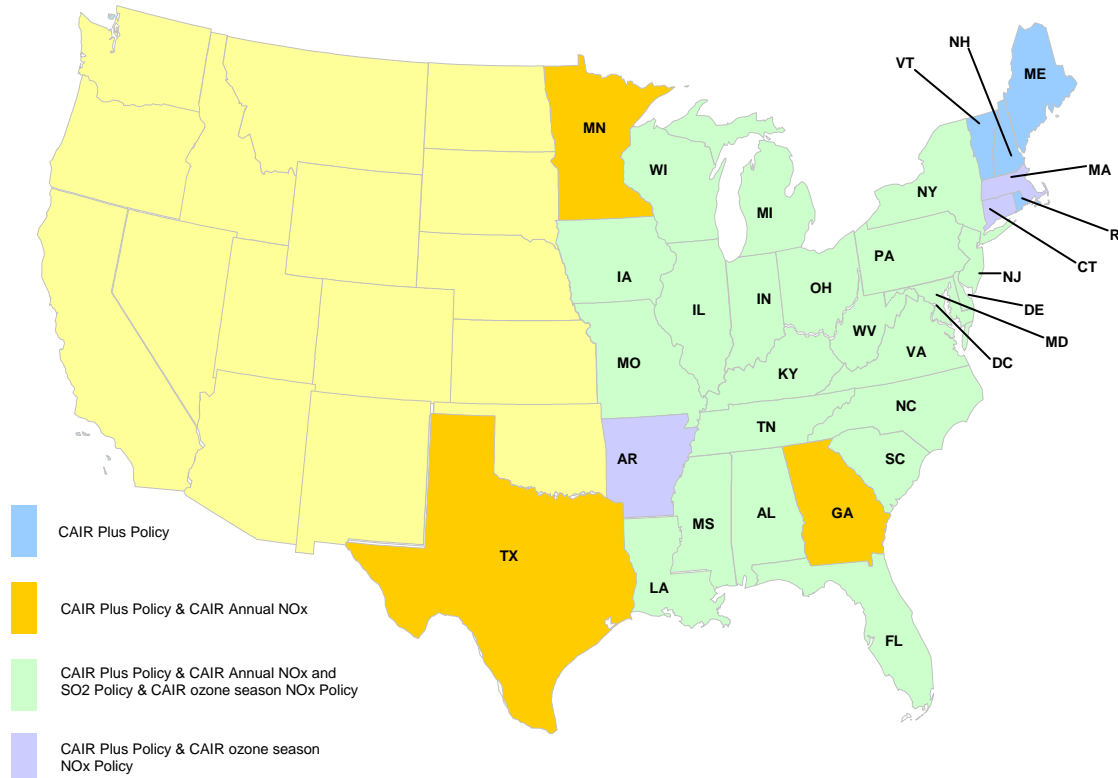 NH
VT
ME
MN
MA
WI
NY
MI
R
PA
CT
IA
NJ
OH
IN
IL
DE
WV
MD
VA
DC
MO
KY
NC
TN
AR
SC
GA
AL
MS
TX
LA
FL
CAIR Plus Policy
CAIR Plus Policy & CAIR Annual NOx
CAIR Plus Policy & CAIR Annual NOx and
SO2 Policy & CAIR ozone season NOx Policy
CAIR Plus Policy & CAIR ozone season
NOx Policy